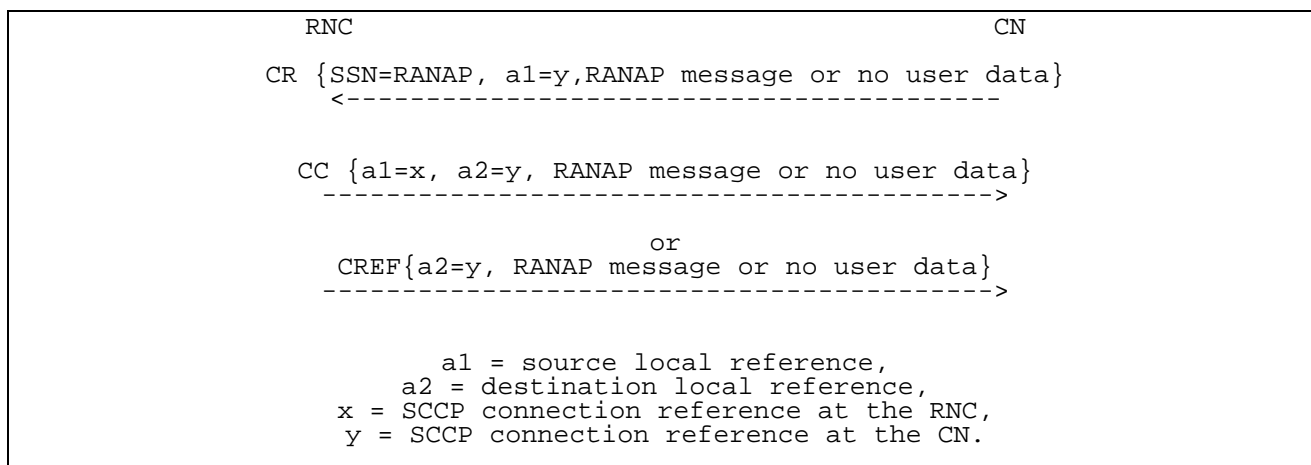 RNC CN
CR {SSN=RANAP, a1=y,RANAP message or no user data}
<-----------------------------------------
CC {a1=x, a2=y, RANAP message or no user data}
------------------------------------------>
or
CREF{a2=y, RANAP message or no user data}
------------------------------------------>
a1 = source local reference,
a2 = destination local reference,
x = SCCP connection reference at the RNC,
y = SCCP connection reference at the CN.